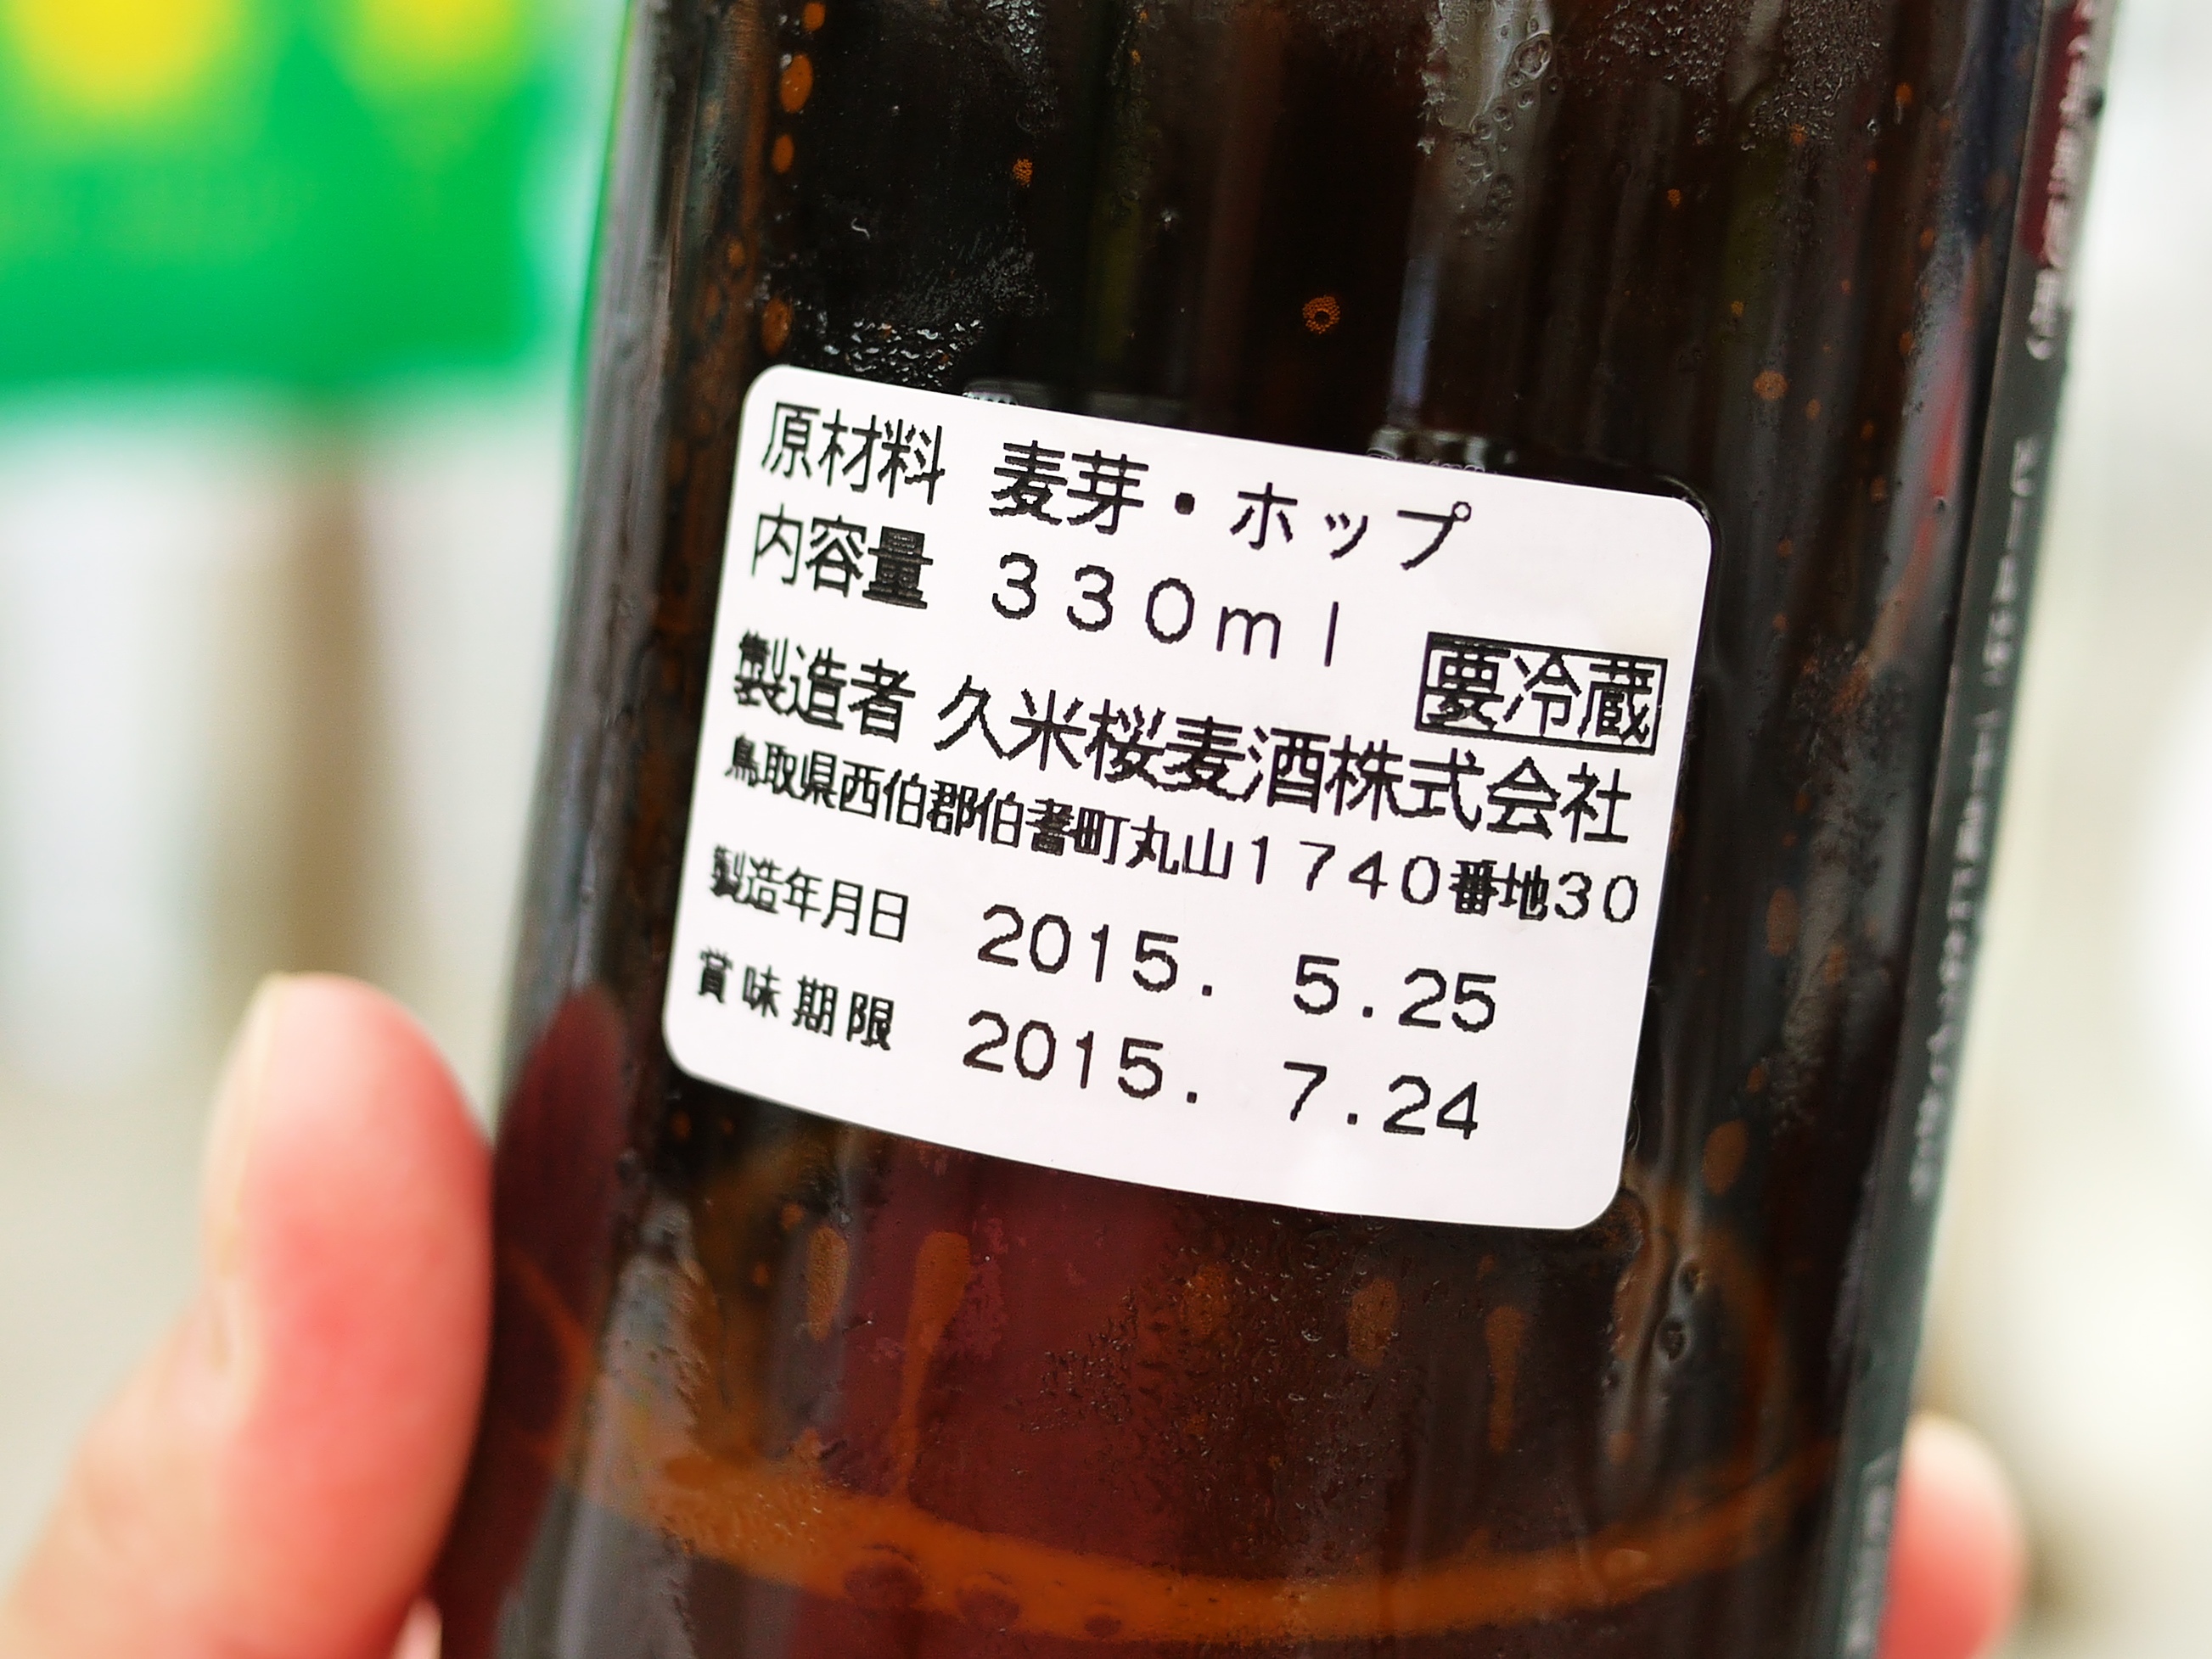 原材料 麦芽・ホップ
内容量 330ml
要冷蔵
製造者 久米桜麦酒株式会社
鳥取県西伯郡伯耆町丸山1740番地30
製造年月日 2015. 5.25
賞味期限 2015. 7.24